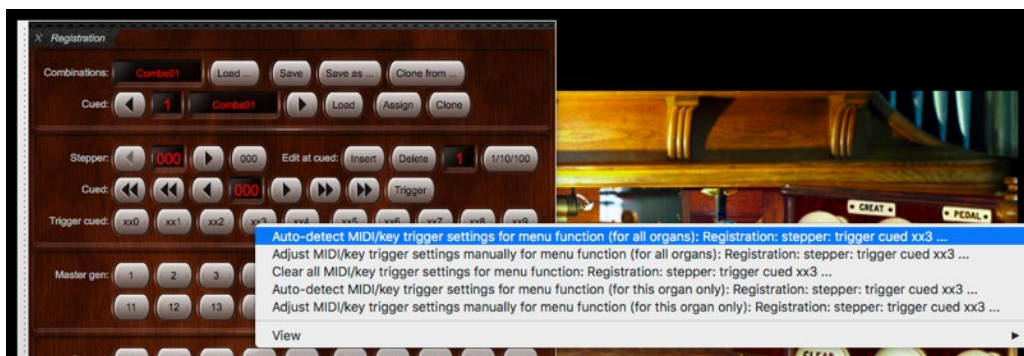 X Registration
Combinations: Combs01 Load ... Save Save as ... Clone from ...
Cued: 1 Combs01 Load Assign Clone
Stepper: 000 000 Edit at cued: Insert Delete 1 1/10/100
Cued: 000 Trigger
Trigger cued: xx0 xx1 xx2 xx3 xx4 xx5 xx6 xx7 xx8 xx9
• GREAT •
• PEDAL •
Auto-detect MIDI/key trigger settings for menu function (for all organs): Registration: stepper: trigger cued xx3 ...
Adjust MIDI/key trigger settings manually for menu function (for all organs): Registration: stepper: trigger cued xx3 ...
Clear all MIDI/key trigger settings for menu function: Registration: stepper: trigger cued xx3 ...
Auto-detect MIDI/key trigger settings for menu function (for this organ only): Registration: stepper: trigger cued xx3 ...
Adjust MIDI/key trigger settings manually for menu function (for this organ only): Registration: stepper: trigger cued xx3 ...
View
Master gen: 1 2 3
11 12 13